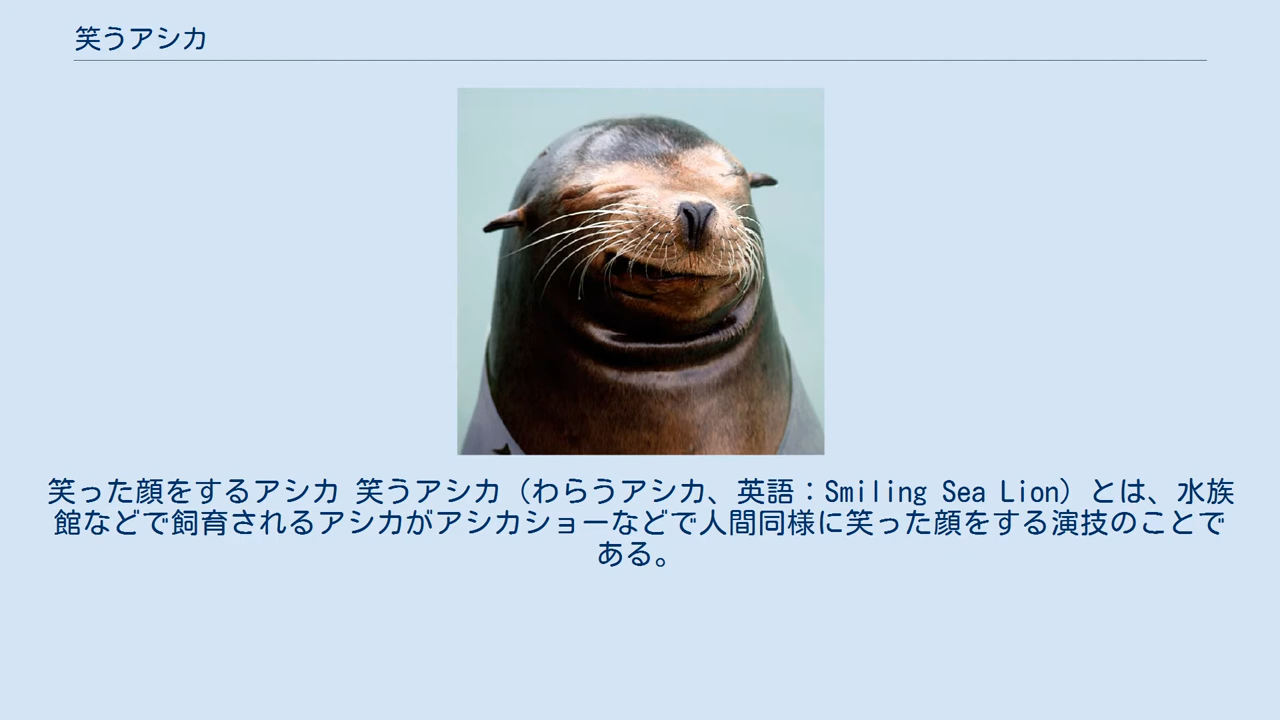 笑うアシカ
笑った顔をするアシカ 笑うアシカ（わらうアシカ、英語：Smiling Sea Lion）とは、水族
館などで飼育されるアシカがアシカショーなどで人間同様に笑った顔をする演技のことで
ある。